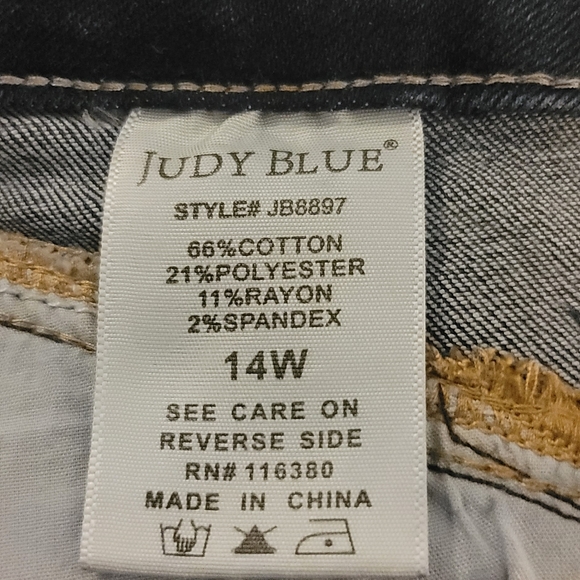 JUDY BLUE®
STYLE# JB8897
66%COTTON
21%POLYESTER
11%RAYON
2%SPANDEX
14W
SEE CARE ON
REVERSE SIDE
RN# 116380
MADE IN CHINA